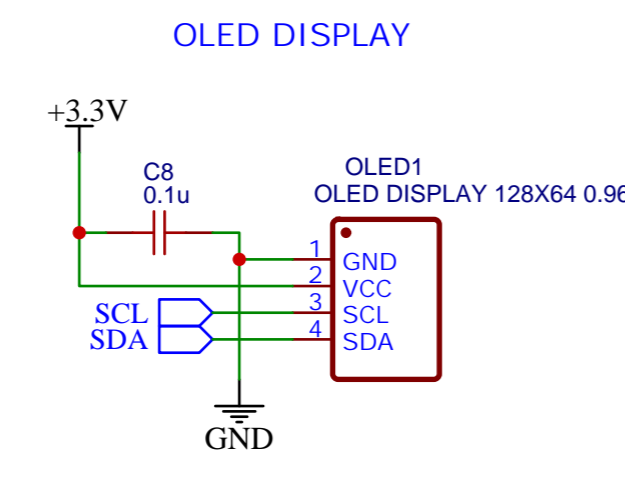 OLED DISPLAY
+3.3V
C8
0.1u
OLED1
OLED DISPLAY 128X64 0.96
1
GND
2
VCC
SCL
3
SCL
SDA
4
SDA
GND